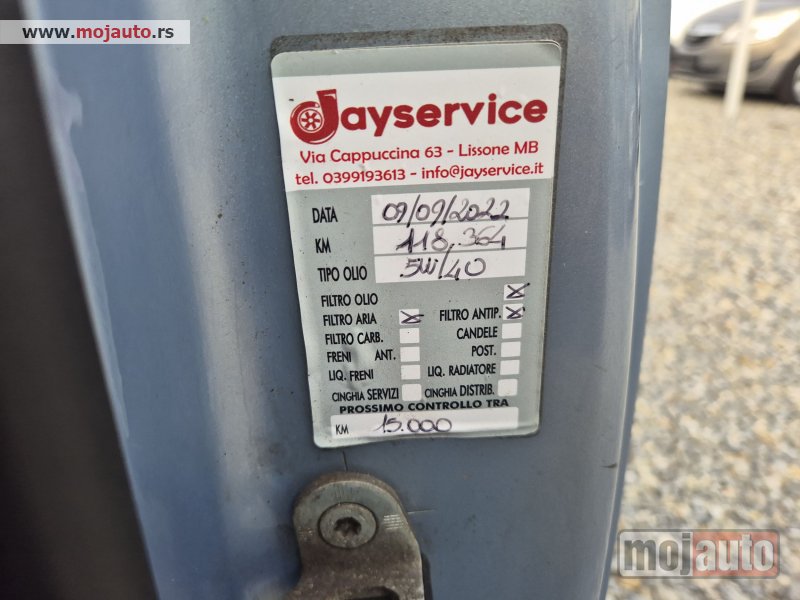 www.mojauto.rs
Jayservice
Via Cappuccina 63 - Lissone MB
tel. 0399193613 - info@jayservice.it
DATA 09/09/2022
KM 118,364
TIPO OLIO 5W/40
FILTRO OLIO
FILTRO ARIA FILTRO ANTIP.
FILTRO CARB. CANDELE
FRENI ANT. POST.
LIQ. FRENI LIQ. RADIATORE
CINGHIA SERVIZI CINGHIA DISTRIB.
PROSSIMO CONTROLLO TRA
KM 15.000
mojauto